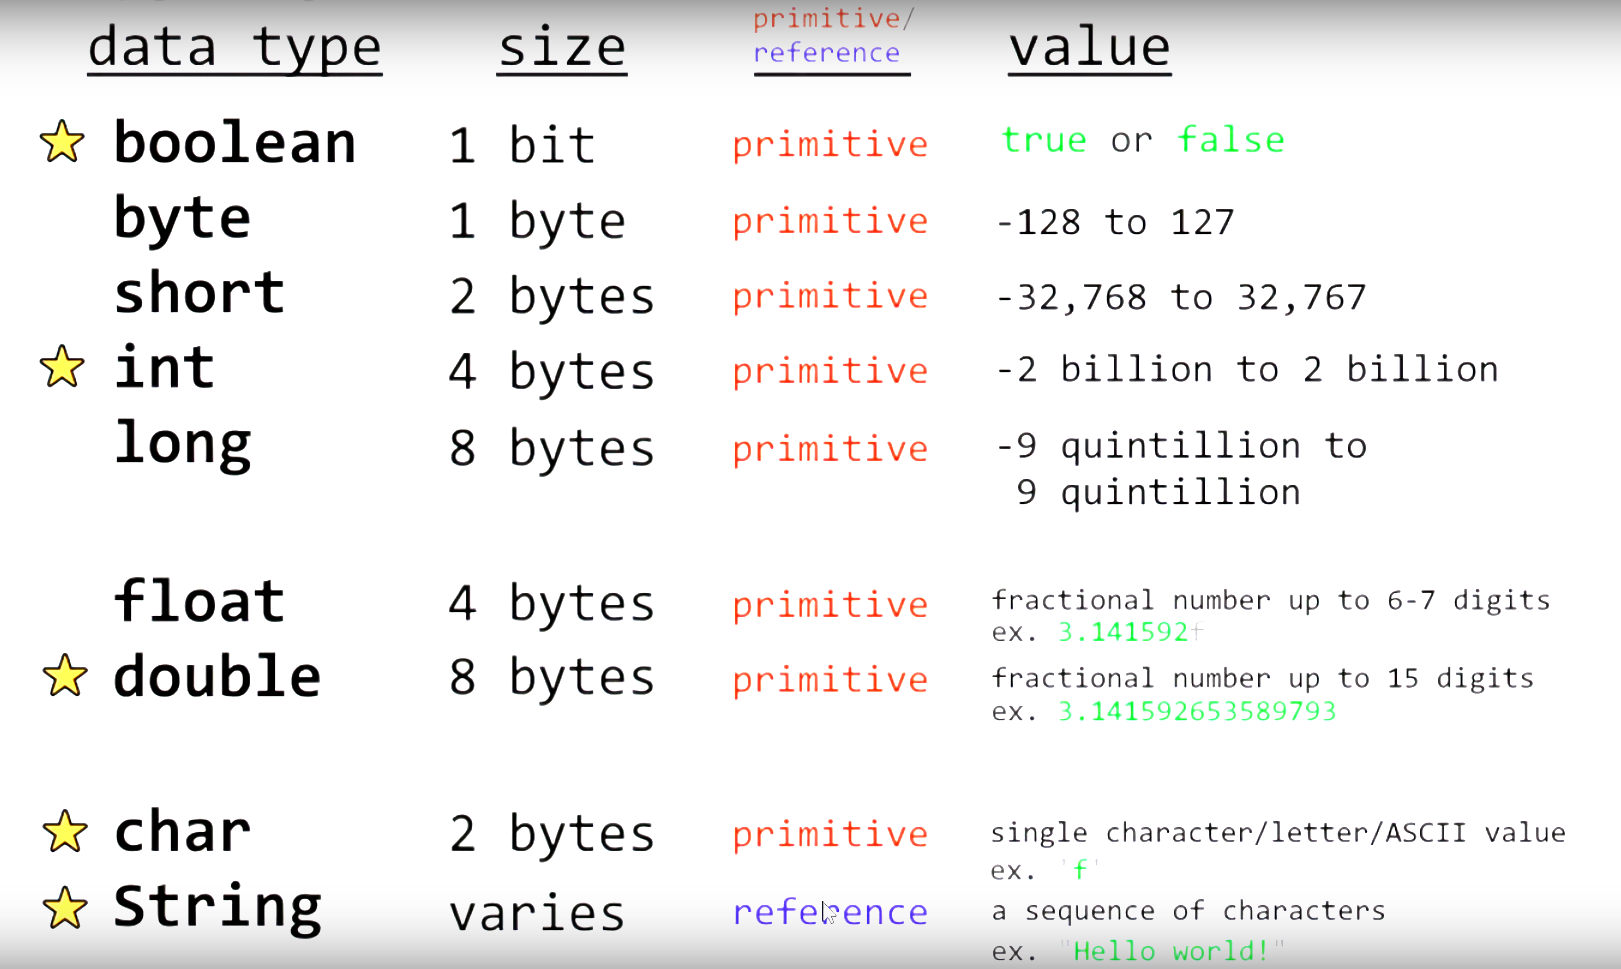 data type size primitive/
reference value
boolean 1 bit primitive true or false
byte 1 byte primitive -128 to 127
short 2 bytes primitive -32,768 to 32,767
int 4 bytes primitive -2 billion to 2 billion
long 8 bytes primitive -9 quintillion to
9 quintillion
float 4 bytes primitive fractional number up to 6-7 digits
ex. 3.141592f
double 8 bytes primitive fractional number up to 15 digits
ex. 3.141592653589793
char 2 bytes primitive single character/letter/ASCII value
ex. 'f'
String varies reference a sequence of characters
ex. "Hello world!"